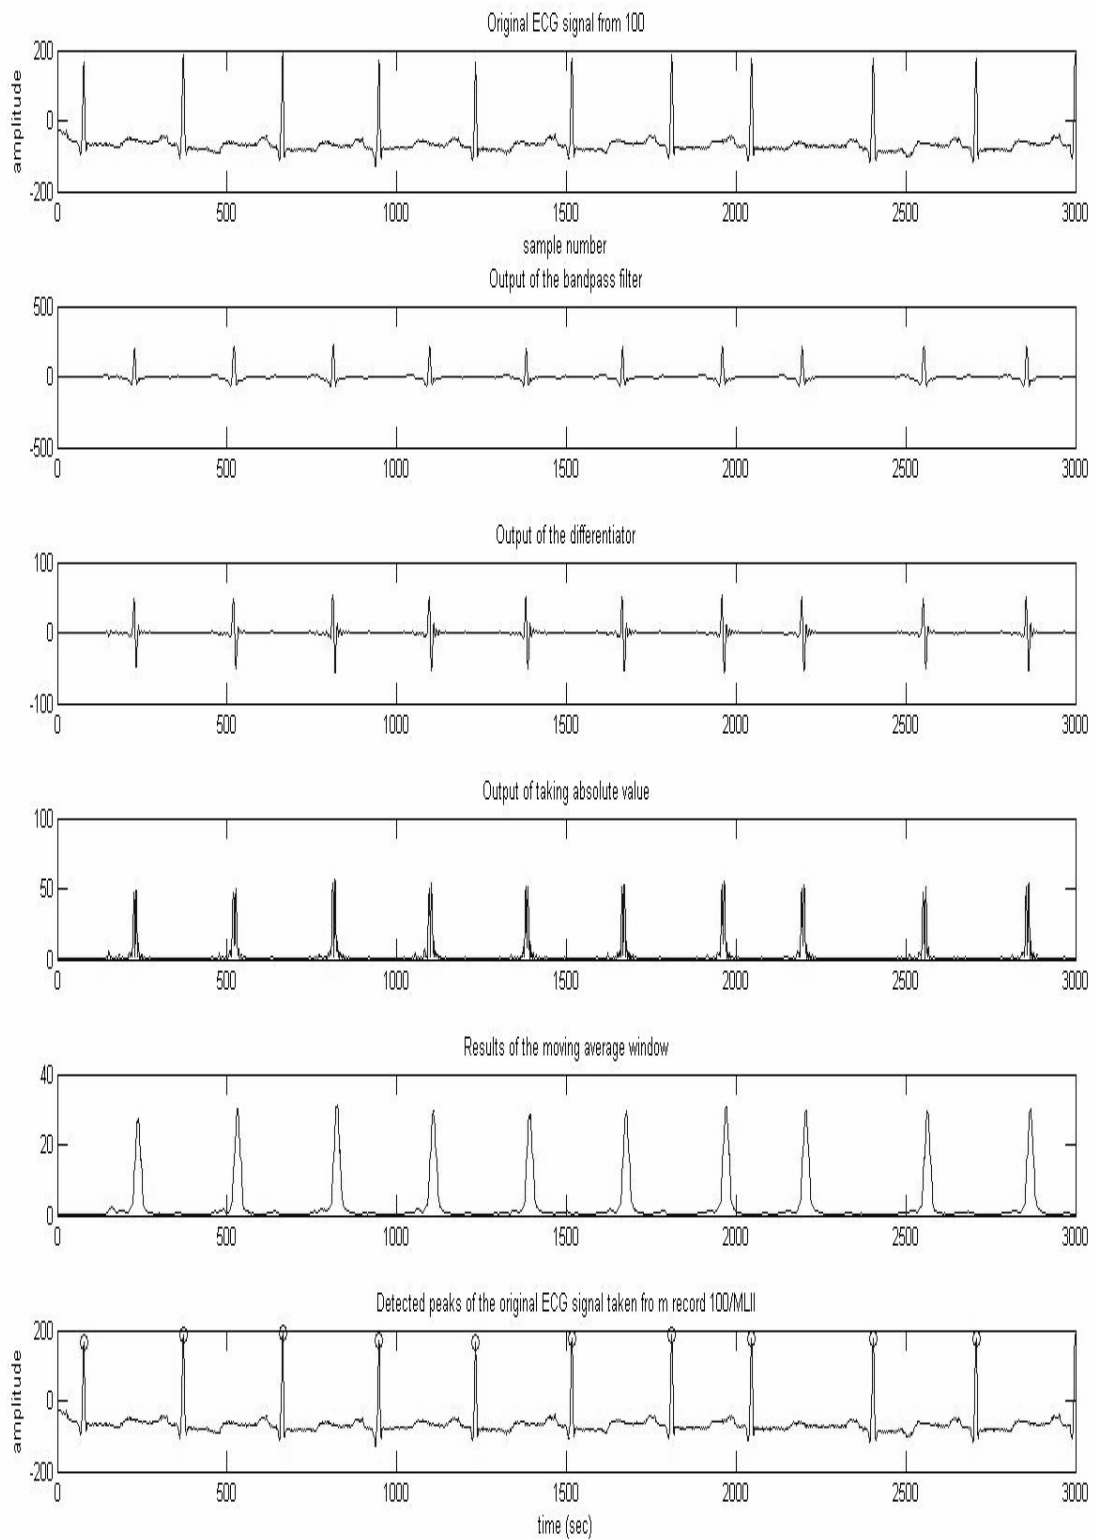 Original ECG signal from 100
200
0
-200
amplitude
0 500 1000 1500 2000 2500 3000
sample number
Output of the bandpass filter
500
0
-500
0 500 1000 1500 2000 2500 3000
Output of the differentiator
100
0
-100
0 500 1000 1500 2000 2500 3000
Output of taking absolute value
100
50
0
0 500 1000 1500 2000 2500 3000
Results of the moving average window
40
20
0
0 500 1000 1500 2000 2500 3000
Detected peaks of the original ECG signal taken fro m record 100/MLII
200
0
-200
amplitude
0 500 1000 1500 2000 2500 3000
time (sec)